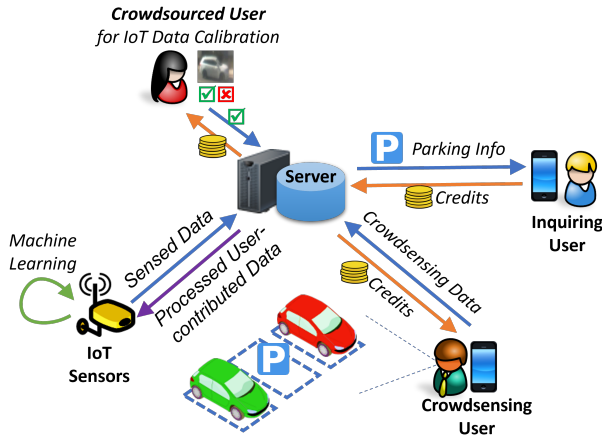 Crowdsourced User
for IoT Data Calibration
P
Parking Info
Server
Credits
Inquiring
User
Machine
Learning
Sensed Data
Processed User-
contributed Data
Crowdsensing Data
Credits
IoT
Sensors
P
Crowdsensing
User